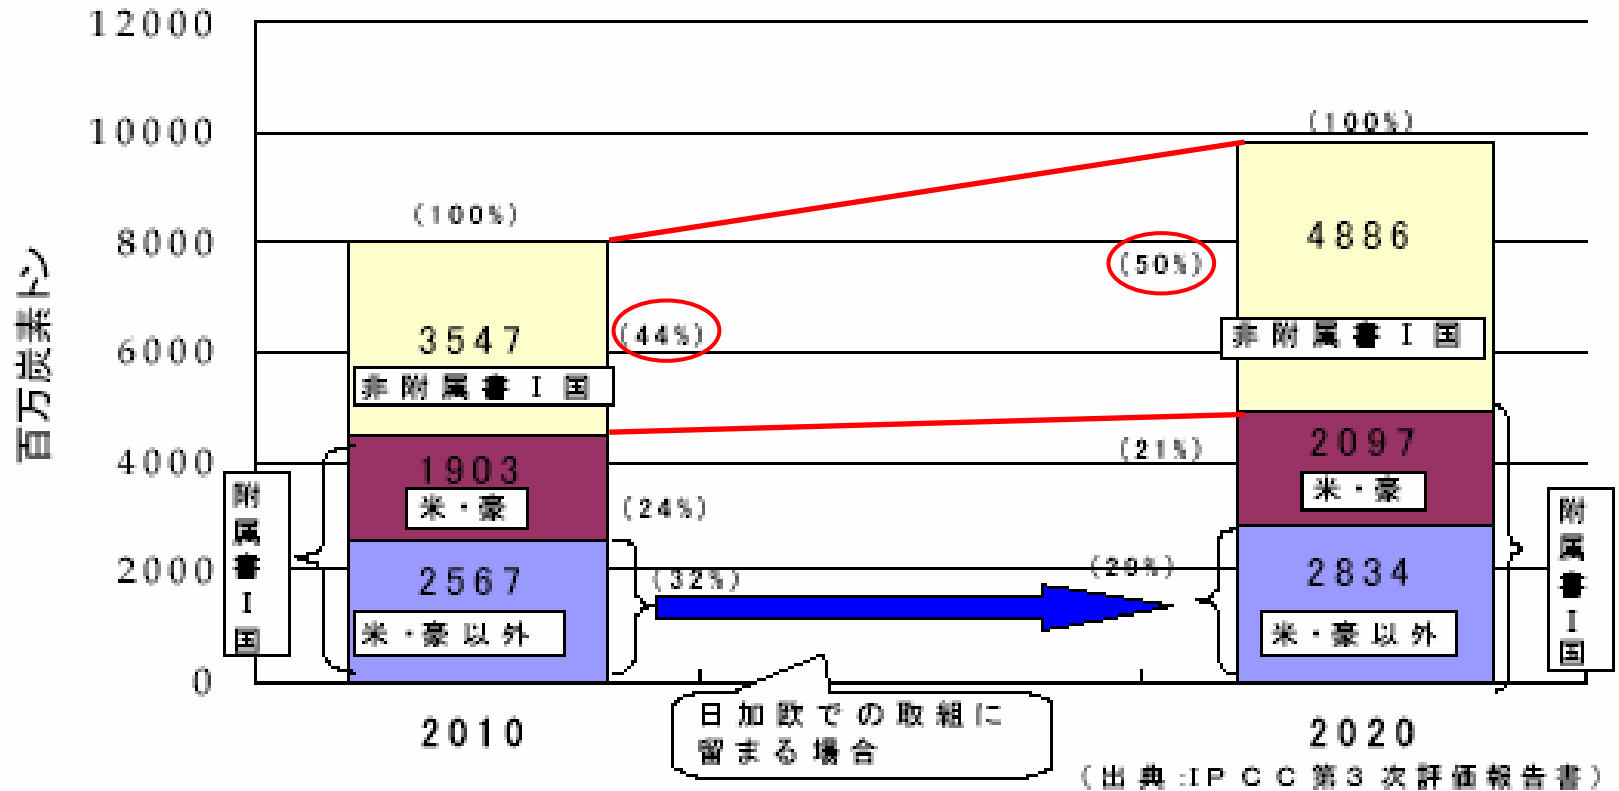 12000
10000
8000
6000
4000
2000
0
百万炭素トン
(100%)
3547
非附属書Ⅰ国
(44%)
1903
米・豪
(24%)
2567
米・豪以外
(32%)
附属書Ⅰ国
2010
日加欧での取組に
留まる場合
(100%)
4886
(50%)
非附属書Ⅰ国
2097
米・豪
(21%)
2834
米・豪以外
(29%)
附属書Ⅰ国
2020
(出典:IPCC第3次評価報告書)